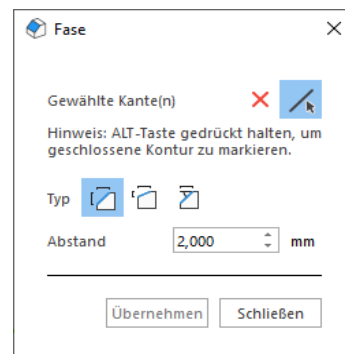 Fase
Gewählte Kante(n)
Hinweis: ALT-Taste gedrückt halten, um
geschlossene Kontur zu markieren.
Typ
Abstand 2,000 mm
Übernehmen Schließen